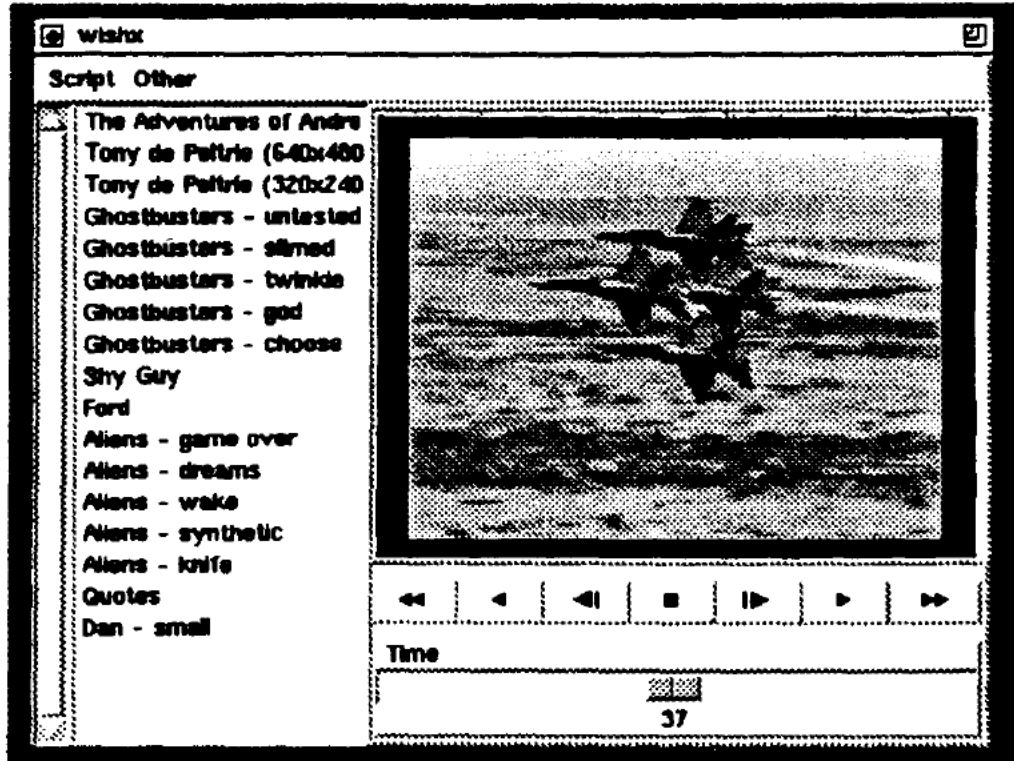 wishx
Script Other
The Adventures of Andre
Tony de Peltrie (640x480
Tony de Peltrie (320x240
Ghostbusters - untested
Ghostbusters - slimed
Ghostbusters - twinkie
Ghostbusters - god
Ghostbusters - choose
Shy Guy
Ford
Aliens - game over
Aliens - dreams
Aliens - wake
Aliens - synthetic
Aliens - knife
Quotes
Dan - small
Time
37